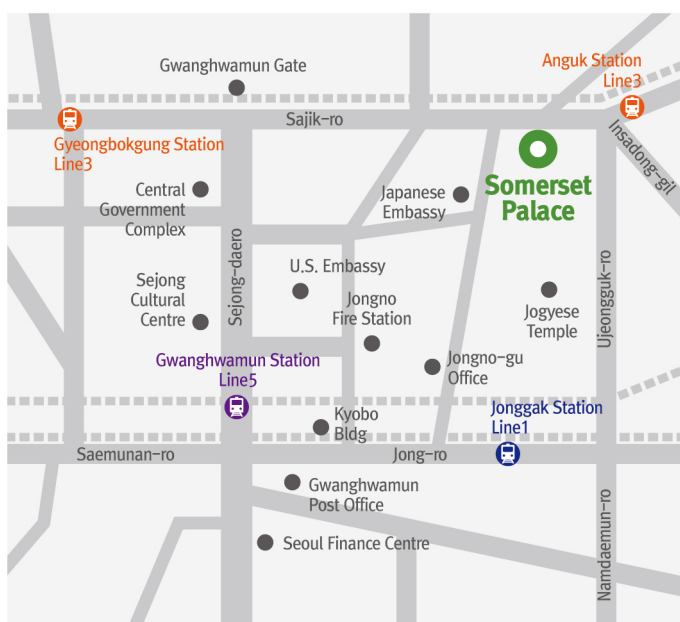 Gwanghwamun Gate
Anguk Station
Line3
Sajik-ro
Gyeongbokgung Station
Line3
Insadong-gil
Somerset
Palace
Central
Government
Complex
Japanese
Embassy
Sejong-daero
U.S. Embassy
Sejong
Cultural
Centre
Jongno
Fire Station
Jogyese
Temple
Ujeongguk-ro
Gwanghwamun Station
Line5
Jongno-gu
Office
Kyobo
Bldg
Jonggak Station
Line1
Saemunan-ro
Jong-ro
Gwanghwamun
Post Office
Seoul Finance Centre
Namdaemun-ro